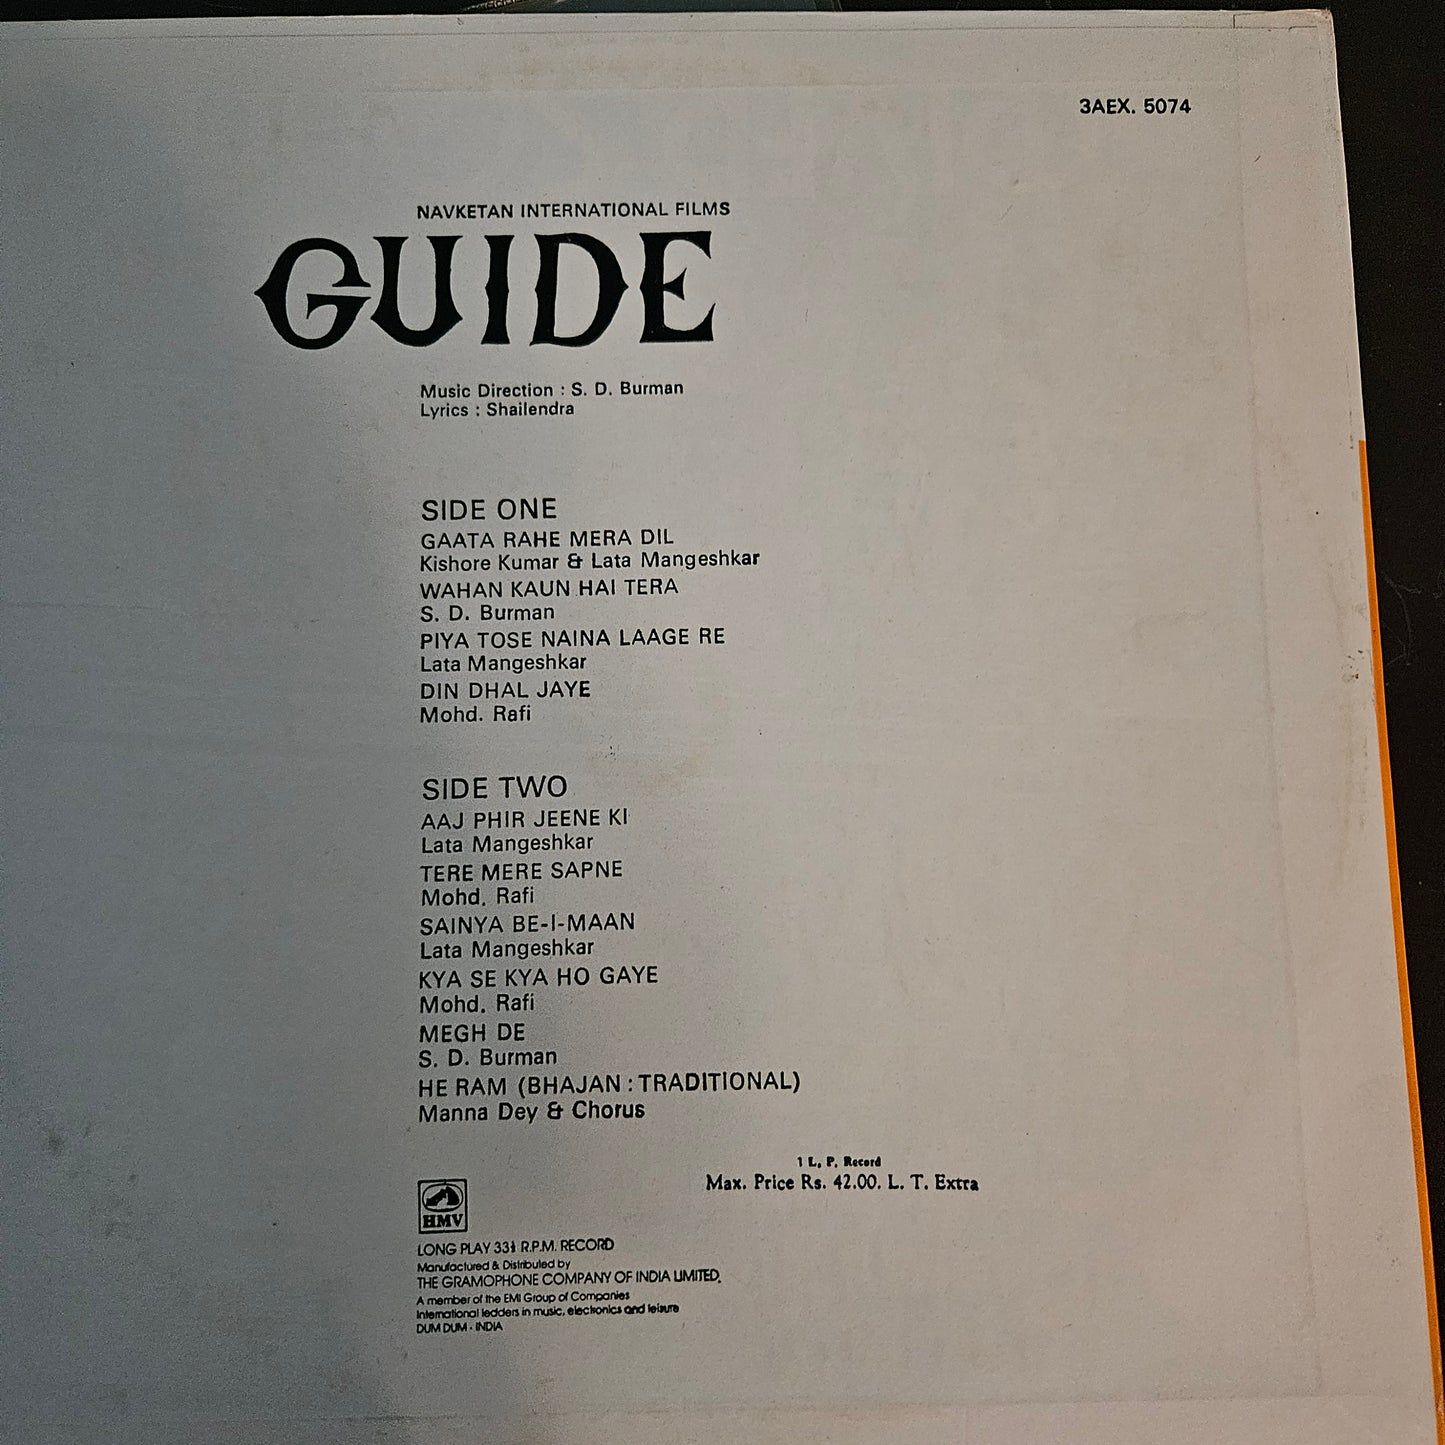 3AEX. 5074
NAVKETAN INTERNATIONAL FILMS
GUIDE
Music Direction : S. D. Burman
Lyrics : Shailendra
SIDE ONE
GAATA RAHE MERA DIL
Kishore Kumar & Lata Mangeshkar
WAHAN KAUN HAI TERA
S. D. Burman
PIYA TOSE NAINA LAAGE RE
Lata Mangeshkar
DIN DHAL JAYE
Mohd. Rafi
SIDE TWO
AAJ PHIR JEENE KI
Lata Mangeshkar
TERE MERE SAPNE
Mohd. Rafi
SAINYA BE-I-MAAN
Lata Mangeshkar
KYA SE KYA HO GAYE
Mohd. Rafi
MEGH DE
S. D. Burman
HE RAM (BHAJAN : TRADITIONAL)
Manna Dey & Chorus
1 L. P. Record
Max. Price Rs. 42.00. L. T. Extra
HMV
LONG PLAY 33⅓ R.P.M. RECORD
Manufactured & Distributed by
THE GRAMOPHONE COMPANY OF INDIA LIMITED,
A member of the EMI Group of Companies
International leaders in music, electronics and leisure
DUM DUM - INDIA